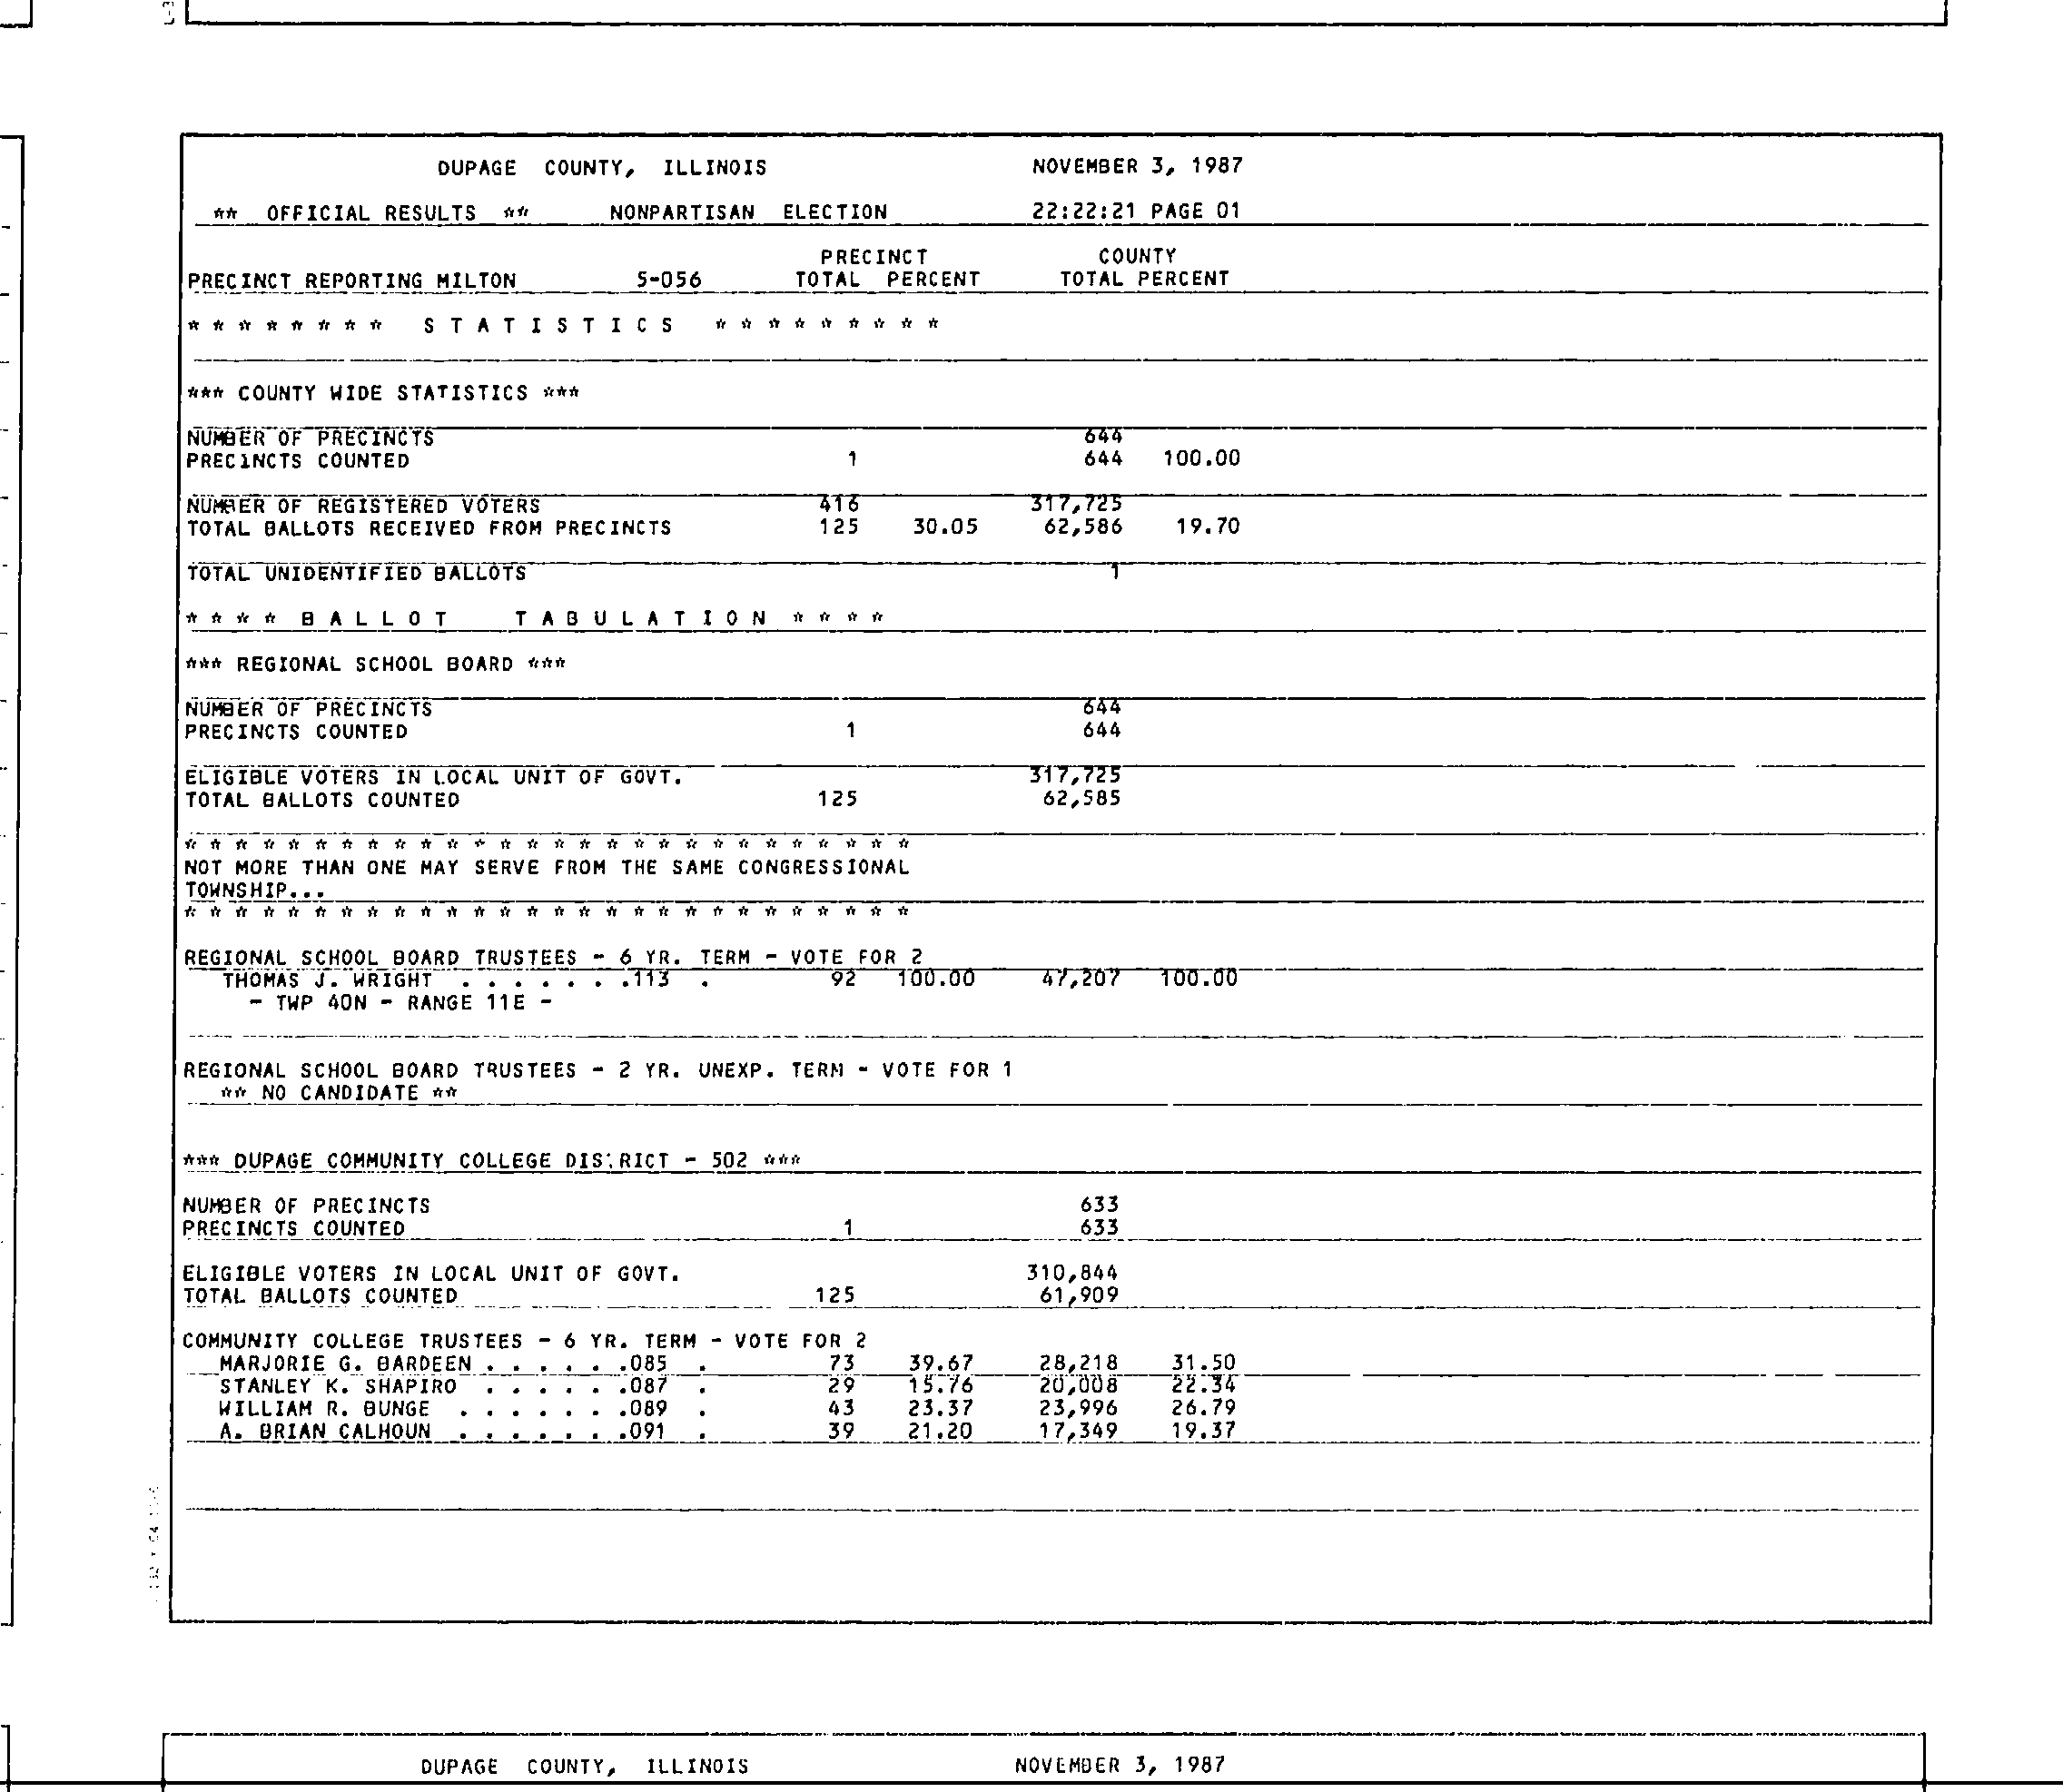 DUPAGE COUNTY, ILLINOIS NOVEMBER 3, 1987
** OFFICIAL RESULTS ** NONPARTISAN ELECTION 22:22:21 PAGE 01
PRECINCT COUNTY
PRECINCT REPORTING MILTON 5-056 TOTAL PERCENT TOTAL PERCENT
* * * * * * * * S T A T I S T I C S * * * * * * * * *
*** COUNTY WIDE STATISTICS ***
NUMBER OF PRECINCTS 644
PRECINCTS COUNTED 1 644 100.00
NUMBER OF REGISTERED VOTERS 416 317,725
TOTAL BALLOTS RECEIVED FROM PRECINCTS 125 30.05 62,586 19.70
TOTAL UNIDENTIFIED BALLOTS 1
* * * * B A L L O T T A B U L A T I O N * * * *
*** REGIONAL SCHOOL BOARD ***
NUMBER OF PRECINCTS 644
PRECINCTS COUNTED 1 644
ELIGIBLE VOTERS IN LOCAL UNIT OF GOVT. 317,725
TOTAL BALLOTS COUNTED 125 62,585
* * * * * * * * * * * * * * * * * * * * * * * * * * * *
NOT MORE THAN ONE MAY SERVE FROM THE SAME CONGRESSIONAL
TOWNSHIP...
* * * * * * * * * * * * * * * * * * * * * * * * * * * *
REGIONAL SCHOOL BOARD TRUSTEES - 6 YR. TERM - VOTE FOR 2
THOMAS J. WRIGHT . . . . . . .113 . 92 100.00 47,207 100.00
- TWP 40N - RANGE 11E -
REGIONAL SCHOOL BOARD TRUSTEES - 2 YR. UNEXP. TERM - VOTE FOR 1
** NO CANDIDATE **
*** DUPAGE COMMUNITY COLLEGE DISTRICT - 502 ***
NUMBER OF PRECINCTS 633
PRECINCTS COUNTED 1 633
ELIGIBLE VOTERS IN LOCAL UNIT OF GOVT. 310,844
TOTAL BALLOTS COUNTED 125 61,909
COMMUNITY COLLEGE TRUSTEES - 6 YR. TERM - VOTE FOR 2
MARJORIE G. BARDEEN . . . . . .085 . 73 39.67 28,218 31.50
STANLEY K. SHAPIRO . . . . . .087 . 29 15.76 20,008 22.34
WILLIAM R. BUNGE . . . . . . .089 . 43 23.37 23,996 26.79
A. BRIAN CALHOUN . . . . . . .091 . 39 21.20 17,349 19.37
DUPAGE COUNTY, ILLINOIS NOVEMBER 3, 1987